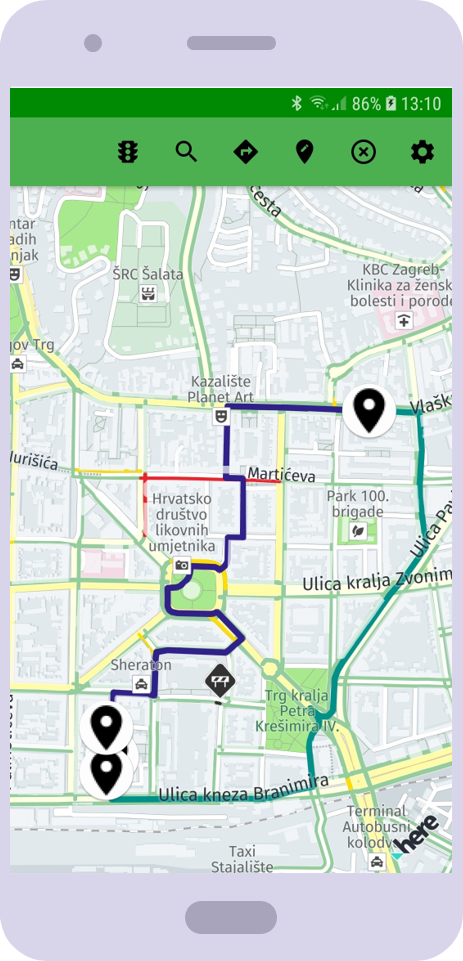 86% 13:10
Cesta
ntar
adih
njak
ŠRC Šalata
KBC Zagreb-
Klinika za žensk
bolesti i porođe
gov Trg
Kazalište
Planet Art
Vlašk
Jurišića
Martićeva
Hrvatsko
društvo
likovnih
umjetnika
Park 100.
brigade
Ulica Pav
Ulica kralja Zvonim
Sheraton
Trg kralja
Petra
Krešimira IV.
Ulica kneza Branimira
Terminal
Autobusni
kolodv
here
Taxi
Stajalište